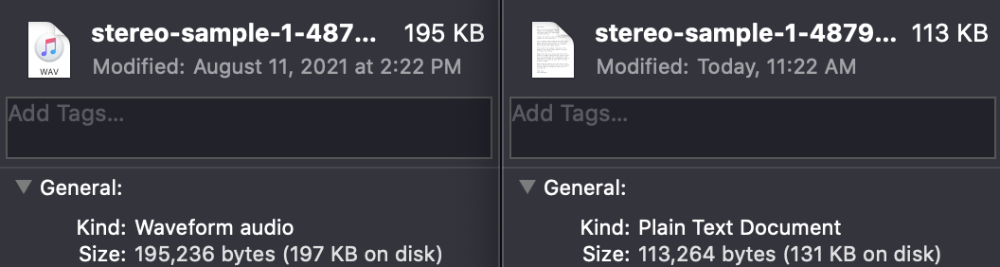 stereo-sample-1-487... 195 KB
Modified: August 11, 2021 at 2:22 PM
WAV
Add Tags...
General:
Kind: Waveform audio
Size: 195,236 bytes (197 KB on disk)
stereo-sample-1-4879... 113 KB
Modified: Today, 11:22 AM
Add Tags...
General:
Kind: Plain Text Document
Size: 113,264 bytes (131 KB on disk)